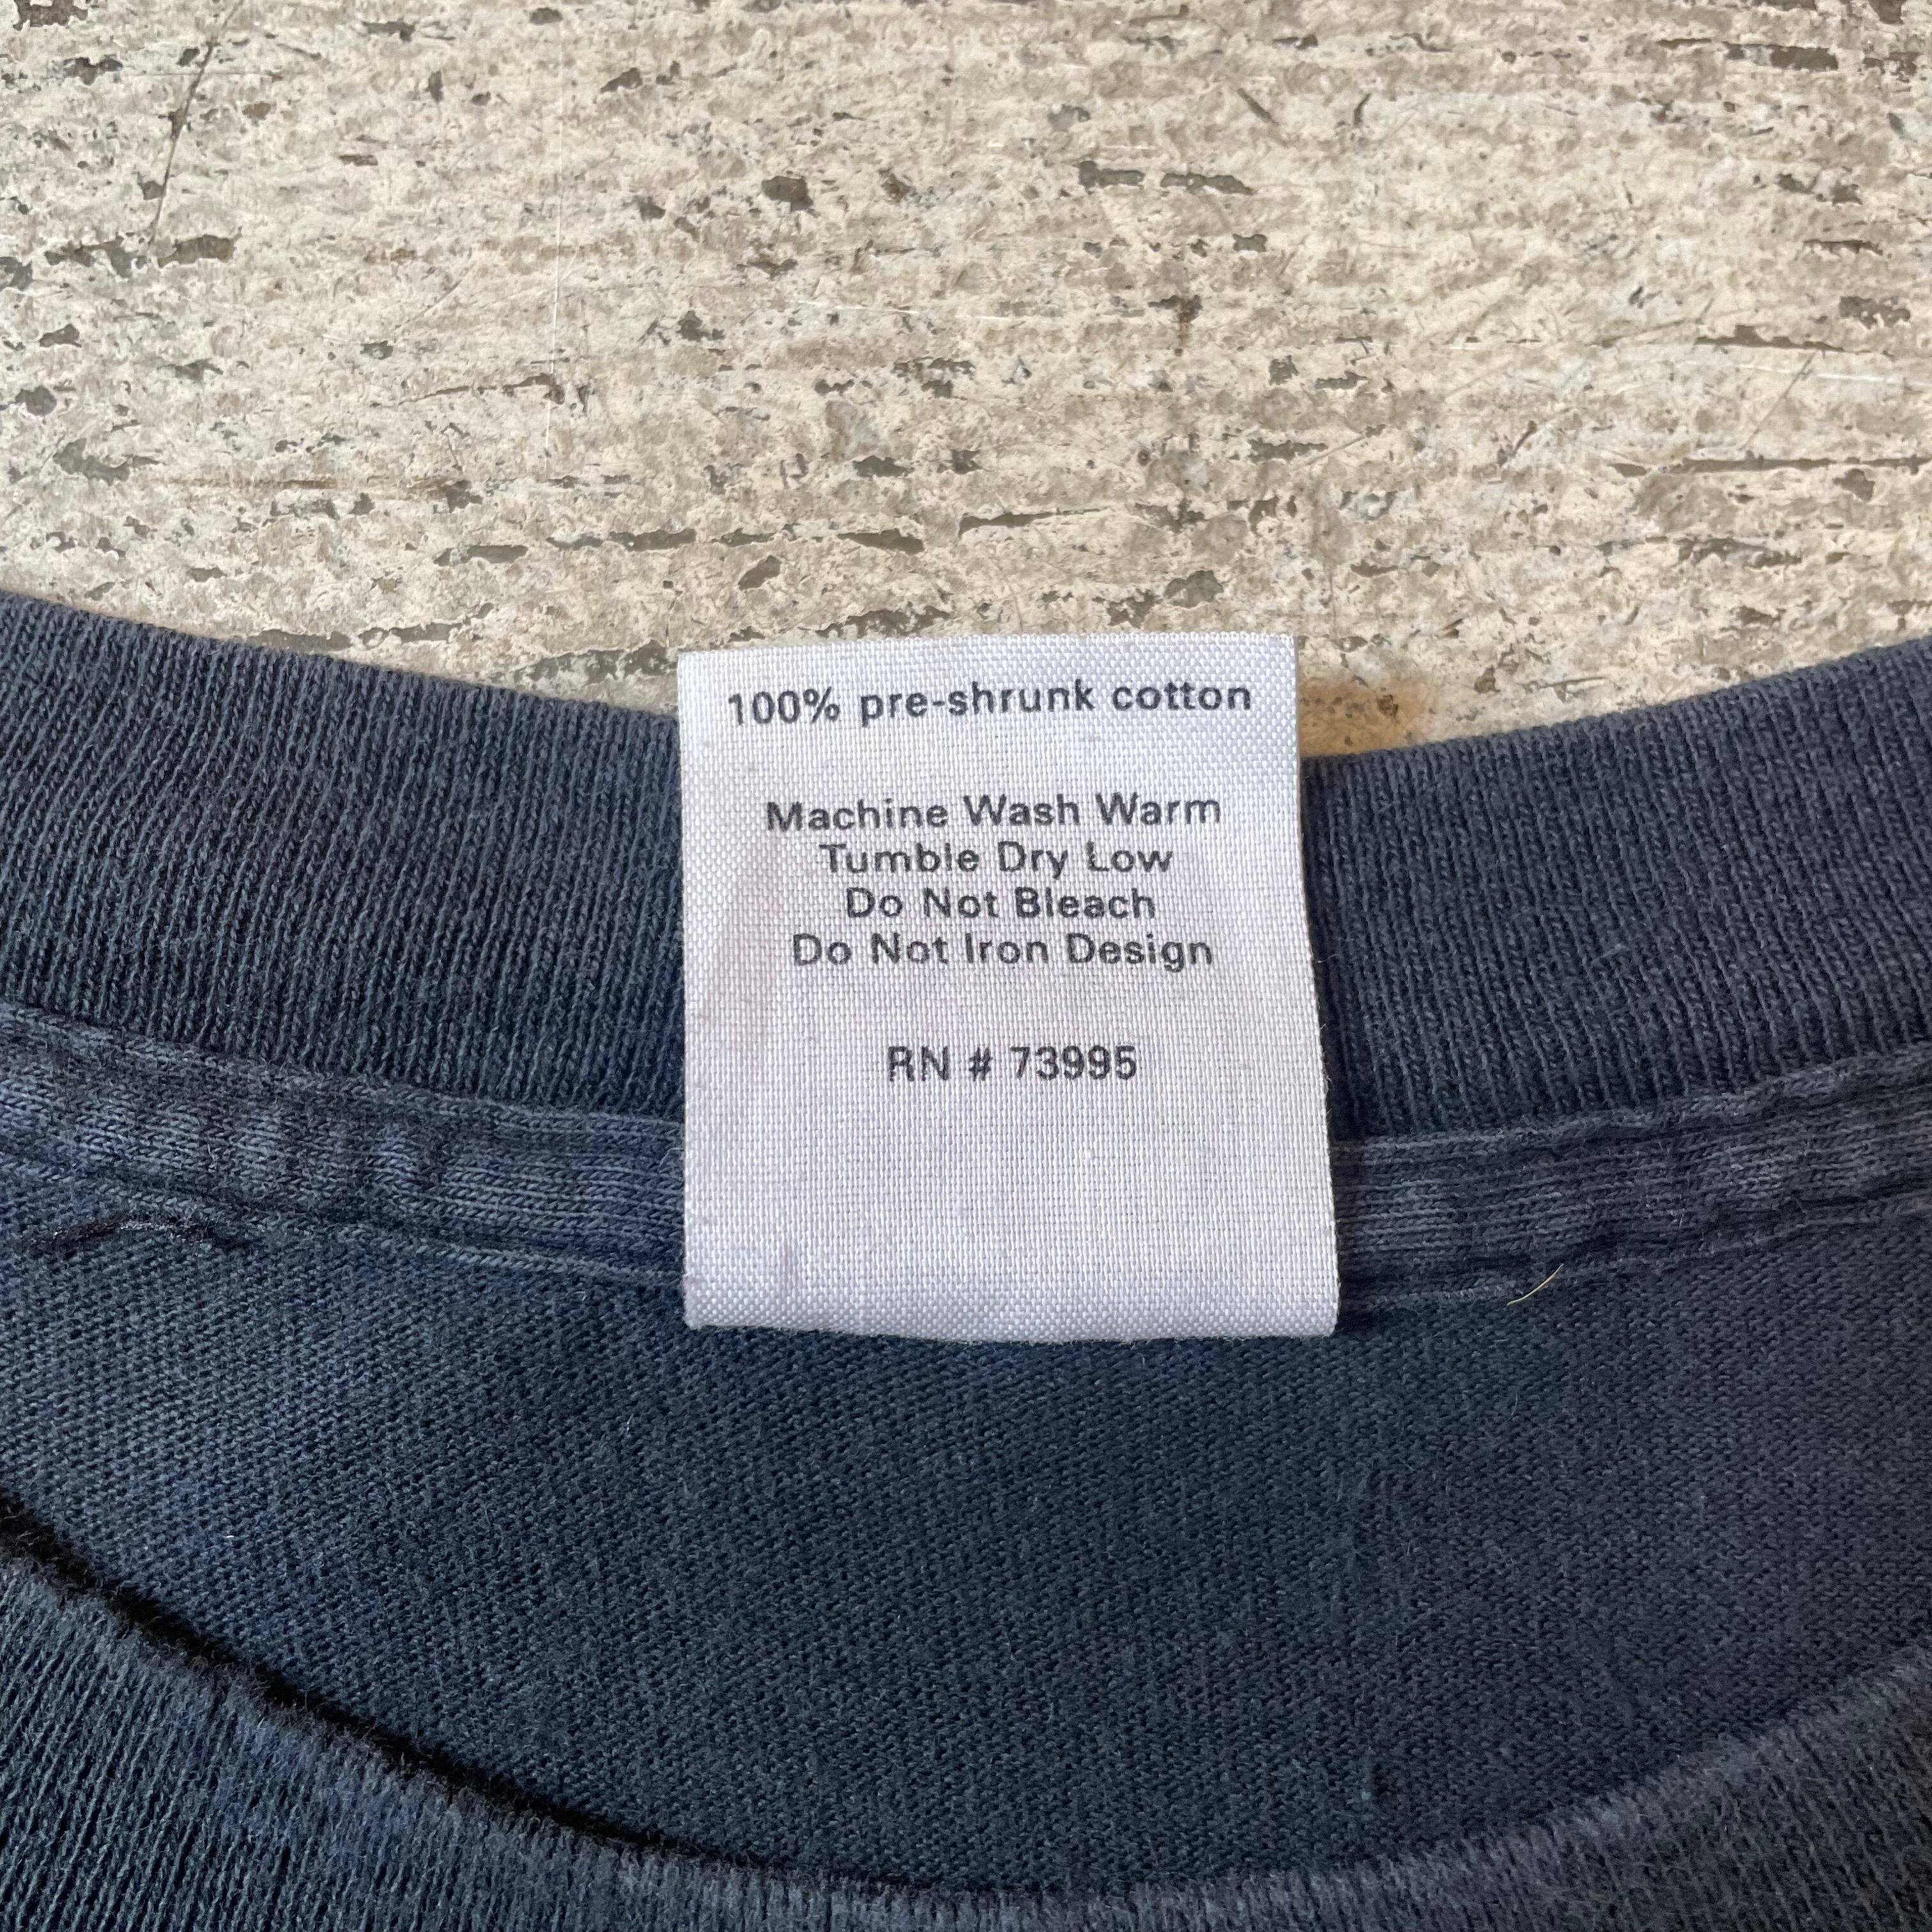 100% pre-shrunk cotton
Machine Wash Warm
Tumble Dry Low
Do Not Bleach
Do Not Iron Design
RN # 73995